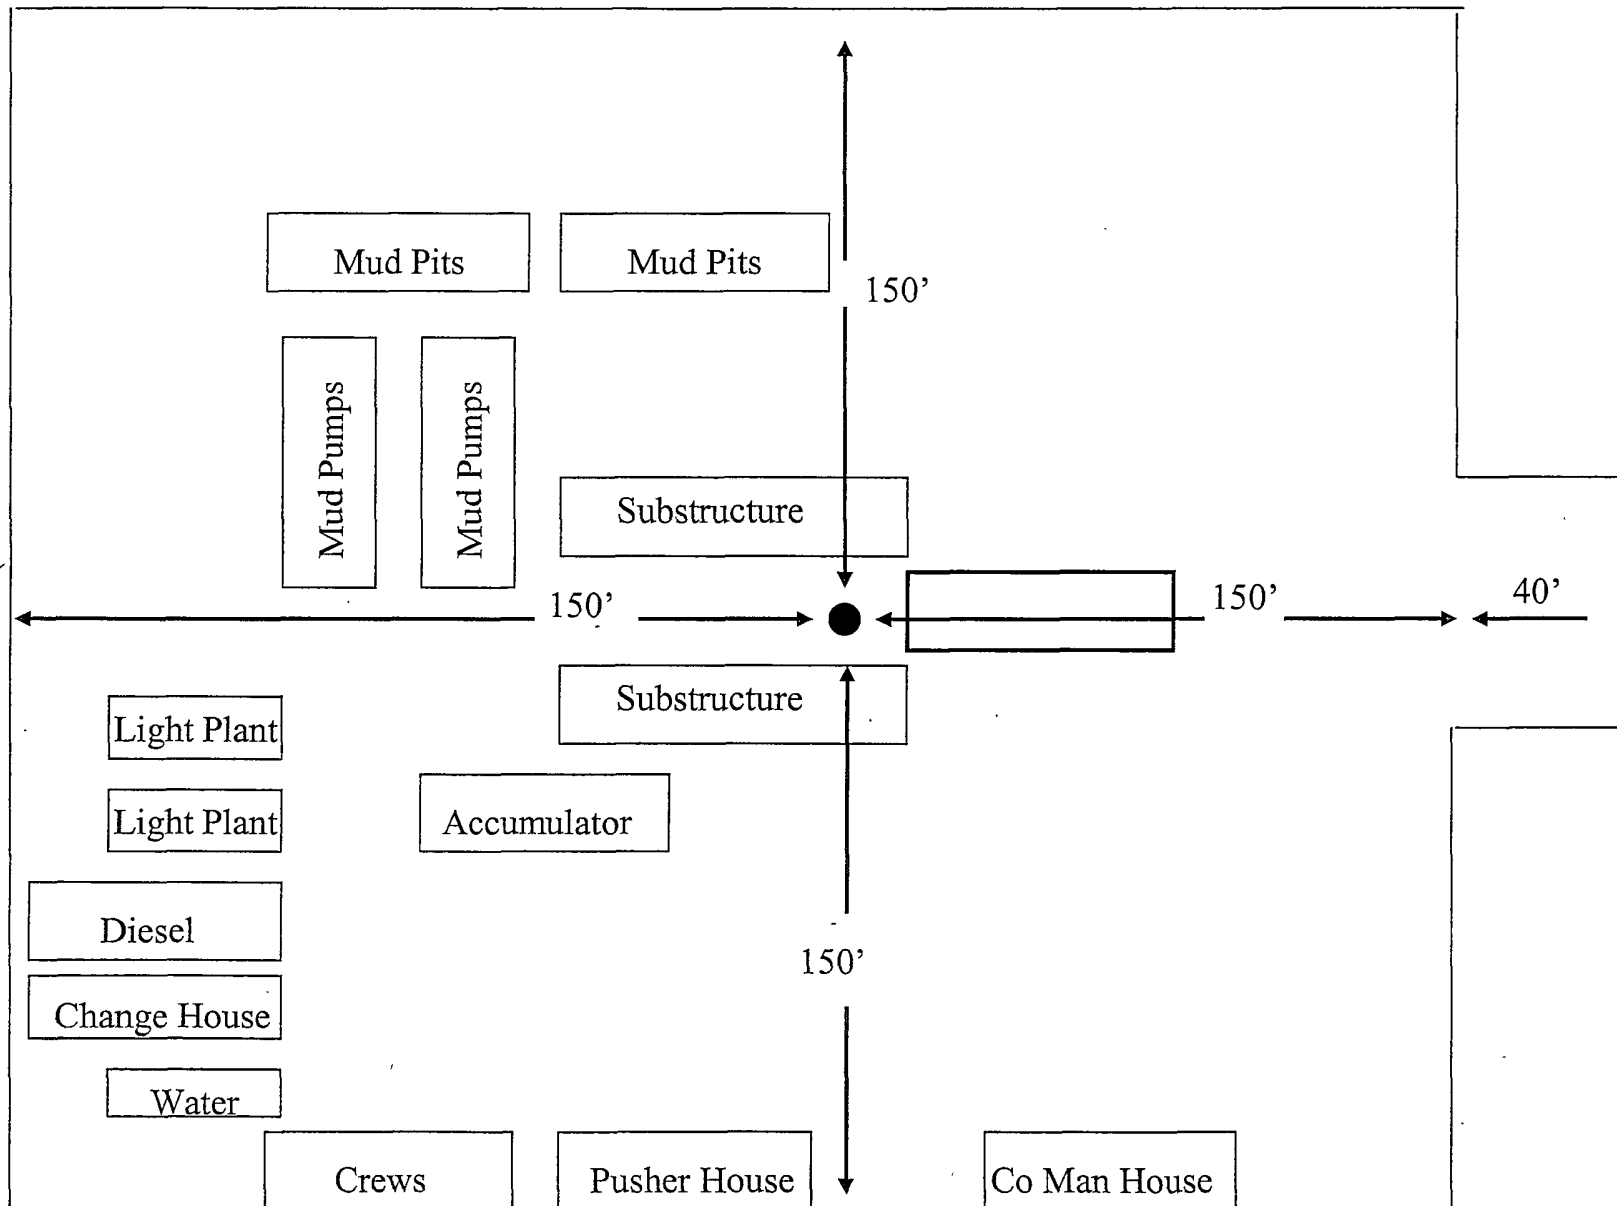 Mud Pits
Mud Pits
150’
Mud Pumps
Mud Pumps
Substructure
150’
150’
40’
Substructure
Light Plant
Light Plant
Accumulator
Diesel
150’
Change House
Water
Crews
Pusher House
Co Man House